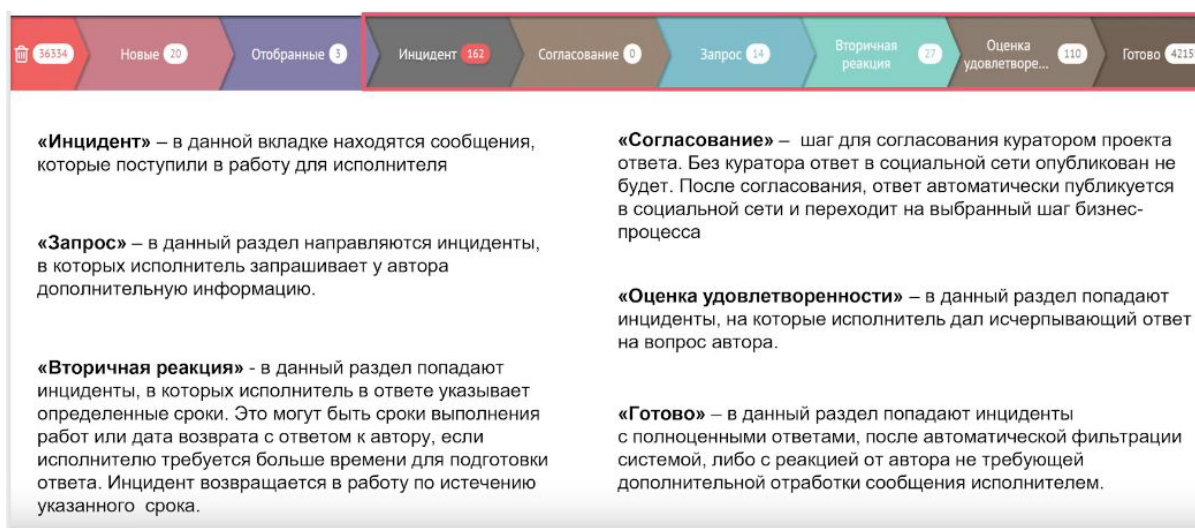 36334
Новые 20
Отобранные 3
Инцидент 162
Согласование 0
Запрос 14
Вторичная
реакция 27
Оценка
удовлетворе... 110
Готово 4215
«Инцидент» – в данной вкладке находятся сообщения,
которые поступили в работу для исполнителя
«Запрос» – в данный раздел направляются инциденты,
в которых исполнитель запрашивает у автора
дополнительную информацию.
«Вторичная реакция» - в данный раздел попадают
инциденты, в которых исполнитель в ответе указывает
определенные сроки. Это могут быть сроки выполнения
работ или дата возврата с ответом к автору, если
исполнителю требуется больше времени для подготовки
ответа. Инцидент возвращается в работу по истечению
указанного срока.
«Согласование» – шаг для согласования куратором проекта
ответа. Без куратора ответ в социальной сети опубликован не
будет. После согласования, ответ автоматически публикуется
в социальной сети и переходит на выбранный шаг бизнес-
процесса
«Оценка удовлетворенности» – в данный раздел попадают
инциденты, на которые исполнитель дал исчерпывающий ответ
на вопрос автора.
«Готово» – в данный раздел попадают инциденты
с полноценными ответами, после автоматической фильтрации
системой, либо с реакцией от автора не требующей
дополнительной отработки сообщения исполнителем.